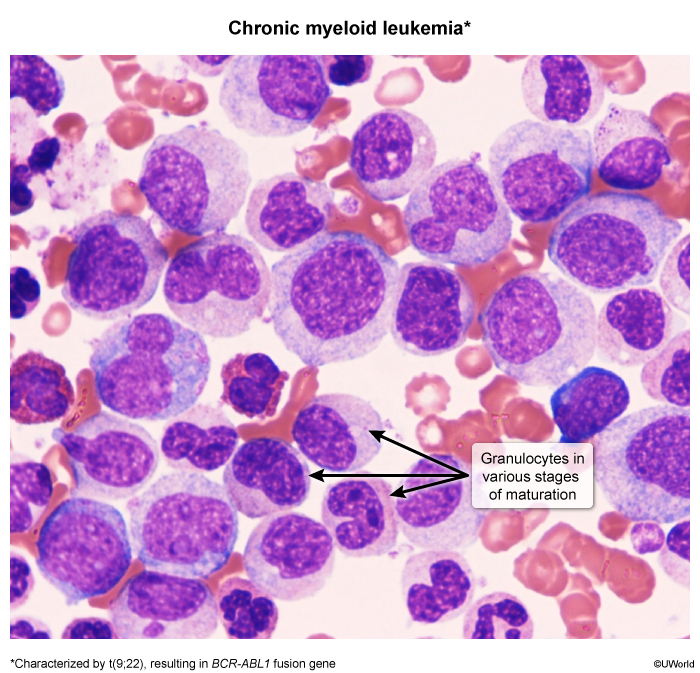 Chronic myeloid leukemia*
Granulocytes in
various stages
of maturation
*Characterized by t(9;22), resulting in BCR-ABL1 fusion gene
©UWorld